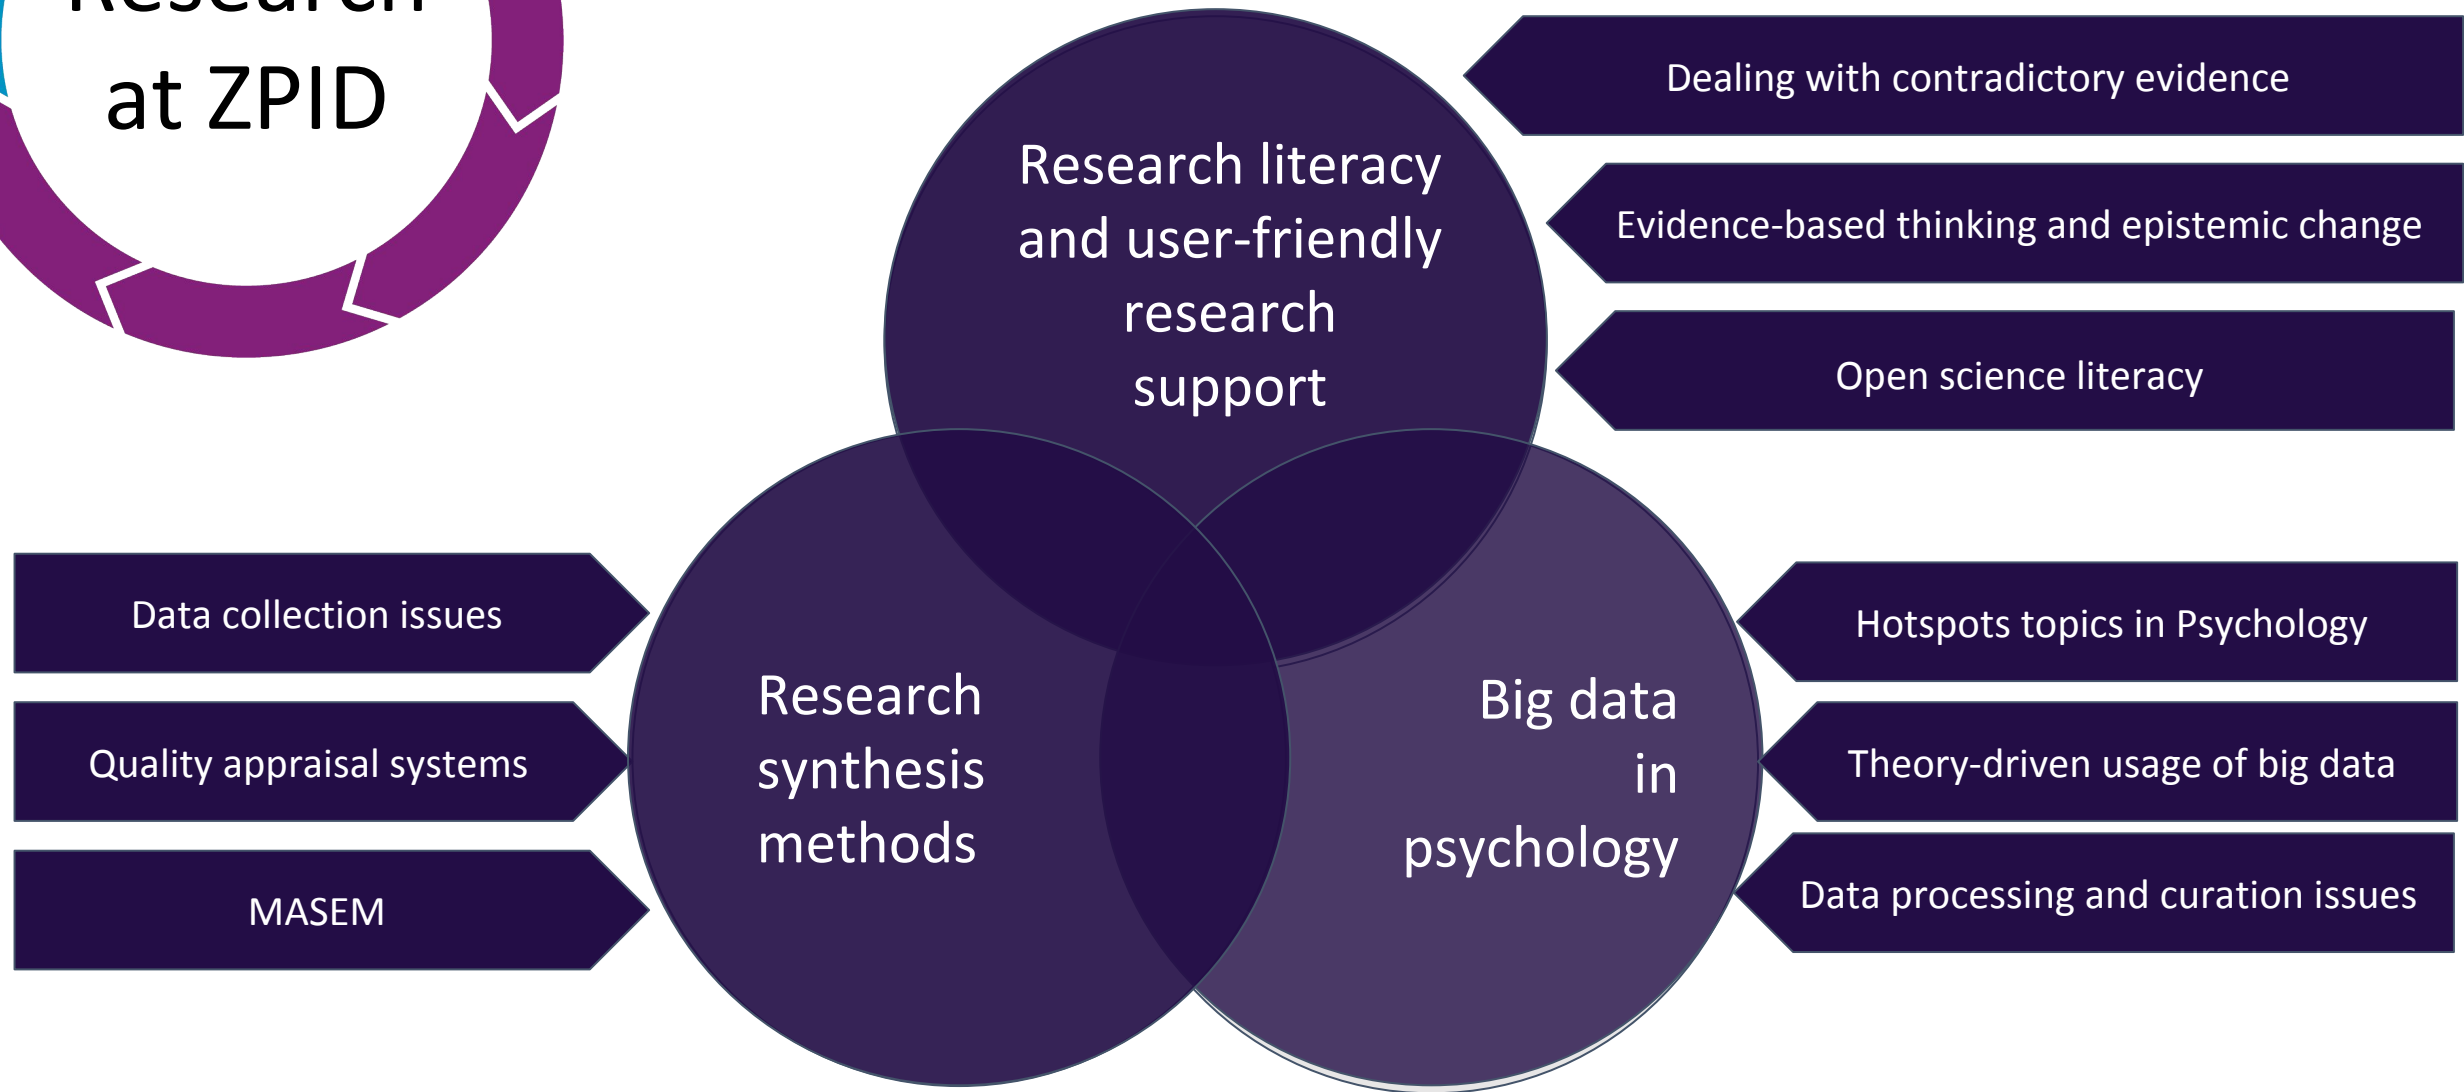 Research
at ZPID
Research literacy
and user-friendly
research
support
Dealing with contradictory evidence
Evidence-based thinking and epistemic change
Open science literacy
Data collection issues
Quality appraisal systems
MASEM
Research
synthesis
methods
Big data
in
psychology
Hotspots topics in Psychology
Theory-driven usage of big data
Data processing and curation issues